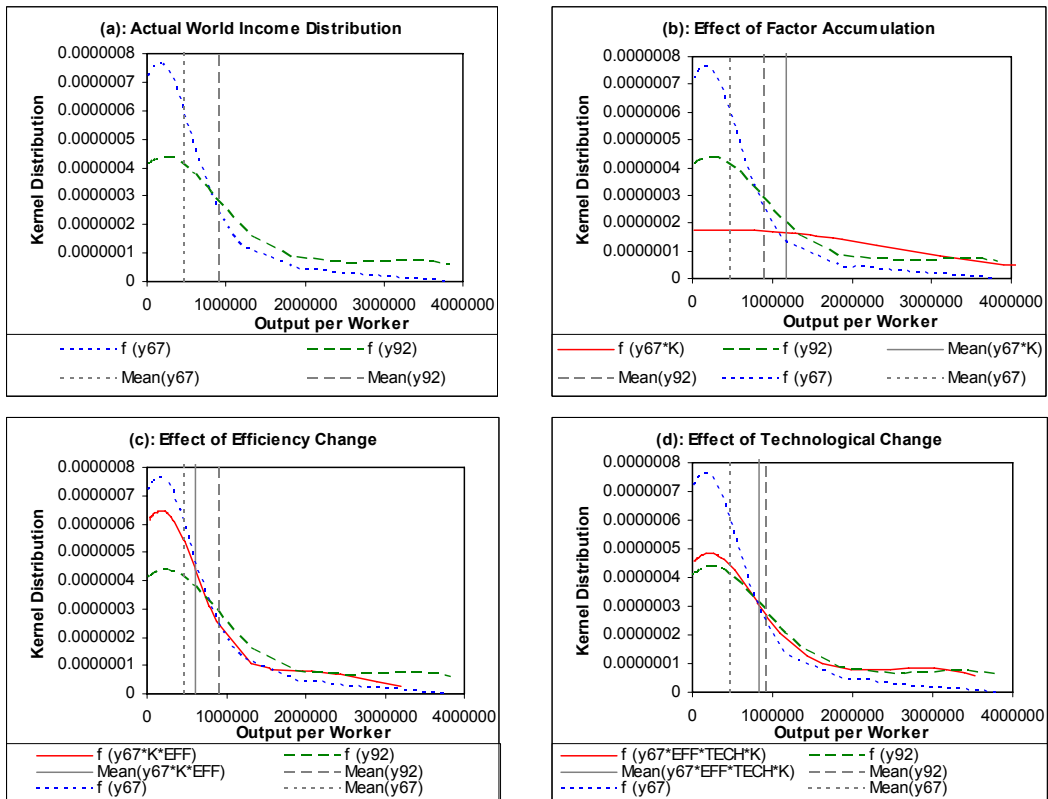 (a): Actual World Income Distribution
Kernel Distribution
0.0000008
0.0000007
0.0000006
0.0000005
0.0000004
0.0000003
0.0000002
0.0000001
0
0 1000000 2000000 3000000 4000000
Output per Worker
f (y67) f (y92)
Mean(y67) Mean(y92)
(b): Effect of Factor Accumulation
Kernel Distribution
0.0000008
0.0000007
0.0000006
0.0000005
0.0000004
0.0000003
0.0000002
0.0000001
0
0 1000000 2000000 3000000 4000000
Output per Worker
f (y67*K) f (y92) Mean(y67*K)
Mean(y92) f (y67) Mean(y67)
(c): Effect of Efficiency Change
Kernel Distribution
0.0000008
0.0000007
0.0000006
0.0000005
0.0000004
0.0000003
0.0000002
0.0000001
0
0 1000000 2000000 3000000 4000000
Output per Worker
f (y67*K*EFF) f (y92)
Mean(y67*K*EFF) Mean(y92)
f (y67) Mean(y67)
(d): Effect of Technological Change
Kernel Distribution
0.0000008
0.0000007
0.0000006
0.0000005
0.0000004
0.0000003
0.0000002
0.0000001
0
0 1000000 2000000 3000000 4000000
Output per Worker
f (y67*EFF*TECH*K) f (y92)
Mean(y67*EFF*TECH*K) Mean(y92)
f (y67) Mean(y67)